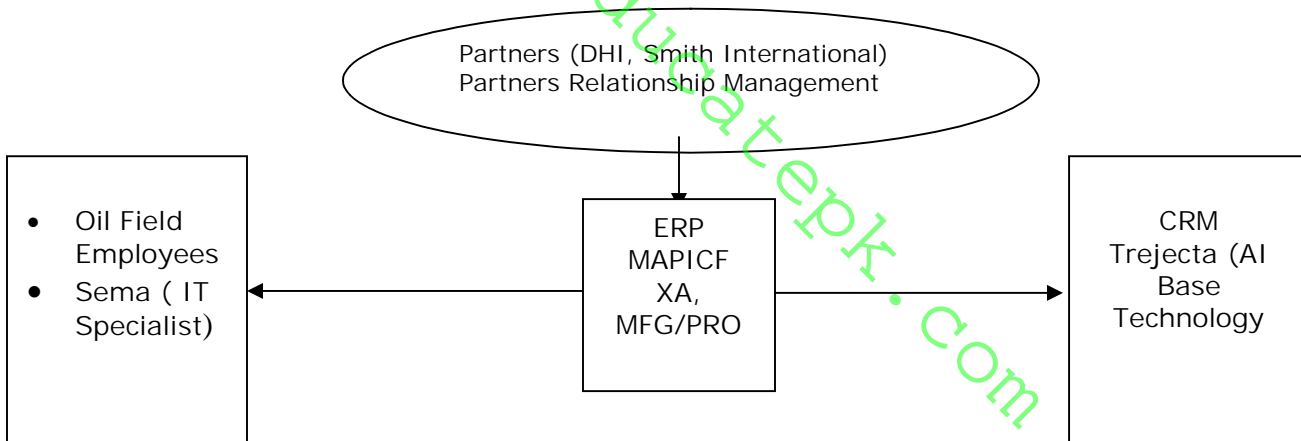 Partners (DHI, Smith International)
Partners Relationship Management
• Oil Field
Employees
• Sema ( IT
Specialist)
ERP
MAPICF
XA,
MFG/PRO
CRM
Trejecta (AI
Base
Technology
ucatepk.com